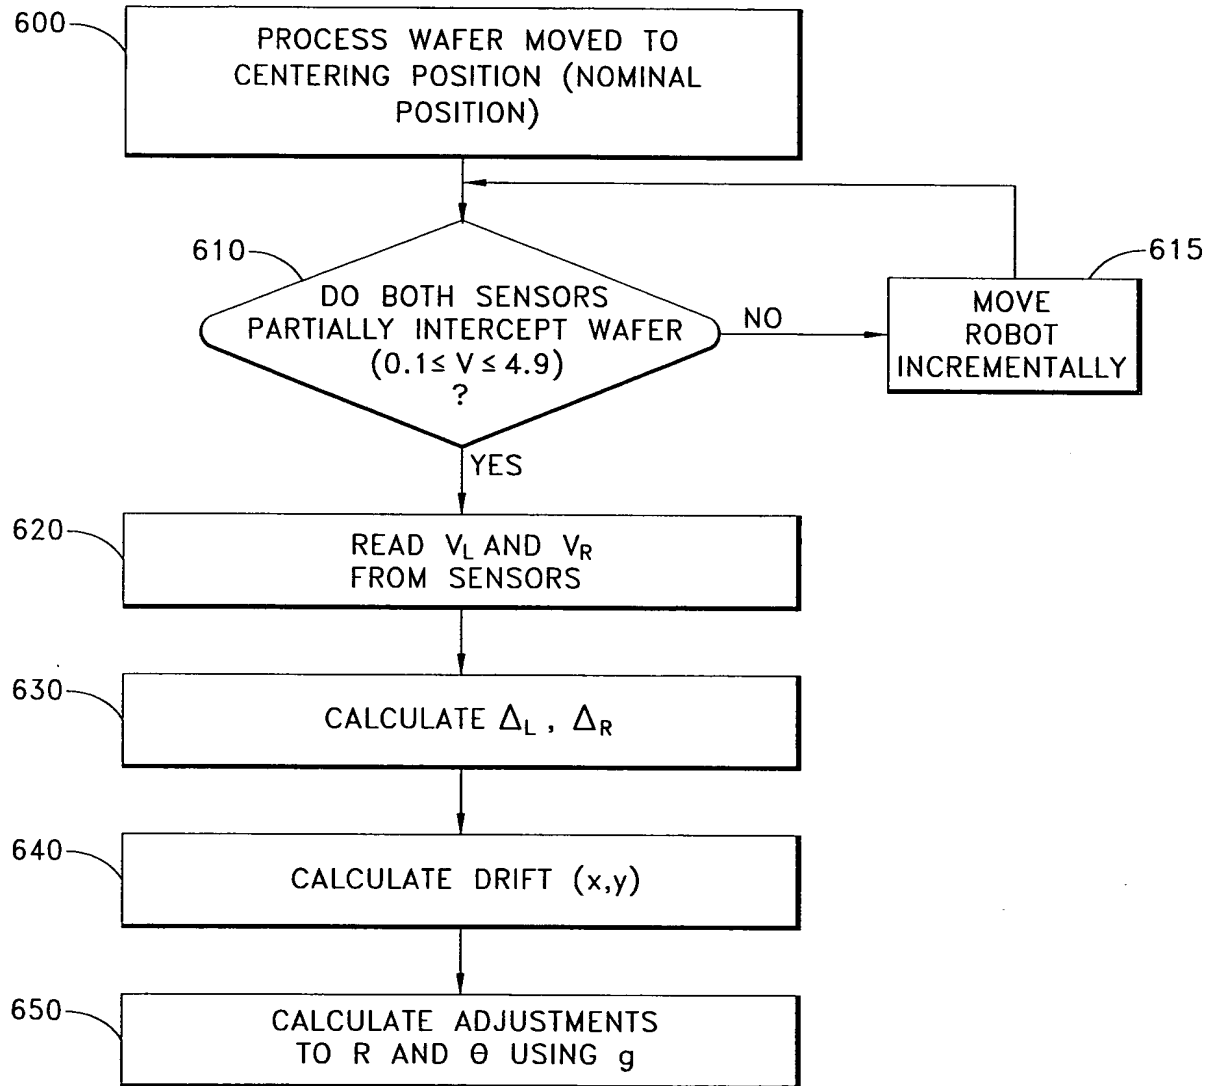 600
PROCESS WAFER MOVED TO
CENTERING POSITION (NOMINAL
POSITION)
610
DO BOTH SENSORS
PARTIALLY INTERCEPT WAFER
(0.1≤ V ≤ 4.9)
?
NO
615
MOVE
ROBOT
INCREMENTALLY
YES
620
READ V_L AND V_R
FROM SENSORS
630
CALCULATE Δ_L , Δ_R
640
CALCULATE DRIFT (x,y)
650
CALCULATE ADJUSTMENTS
TO R AND Θ USING g